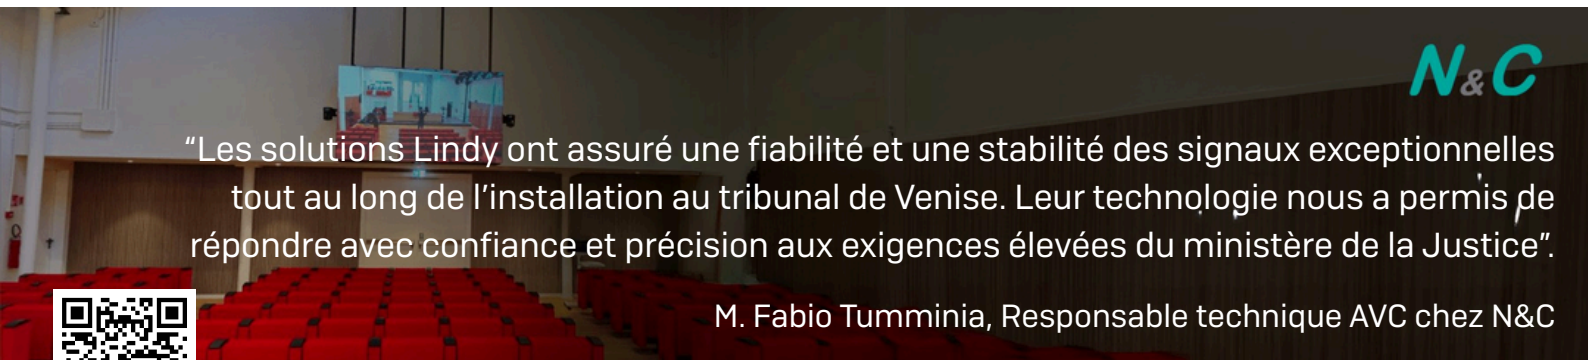 N&C
“Les solutions Lindy ont assuré une fiabilité et une stabilité des signaux exceptionnelles
tout au long de l’installation au tribunal de Venise. Leur technologie nous a permis de
répondre avec confiance et précision aux exigences élevées du ministère de la Justice”.
M. Fabio Tumminia, Responsable technique AVC chez N&C